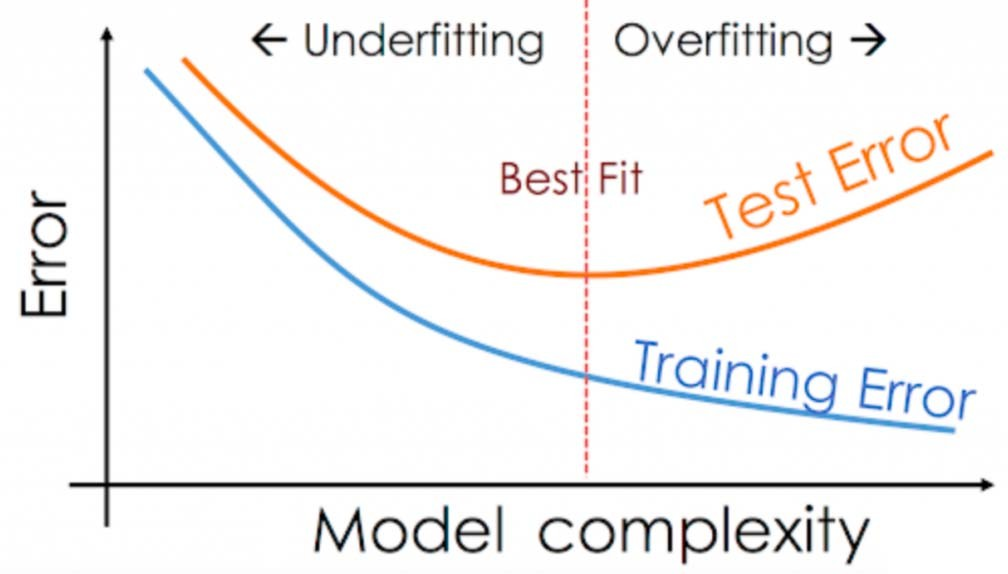 ← Underfitting
Overfitting →
Best Fit
Test Error
Error
Training Error
Model complexity